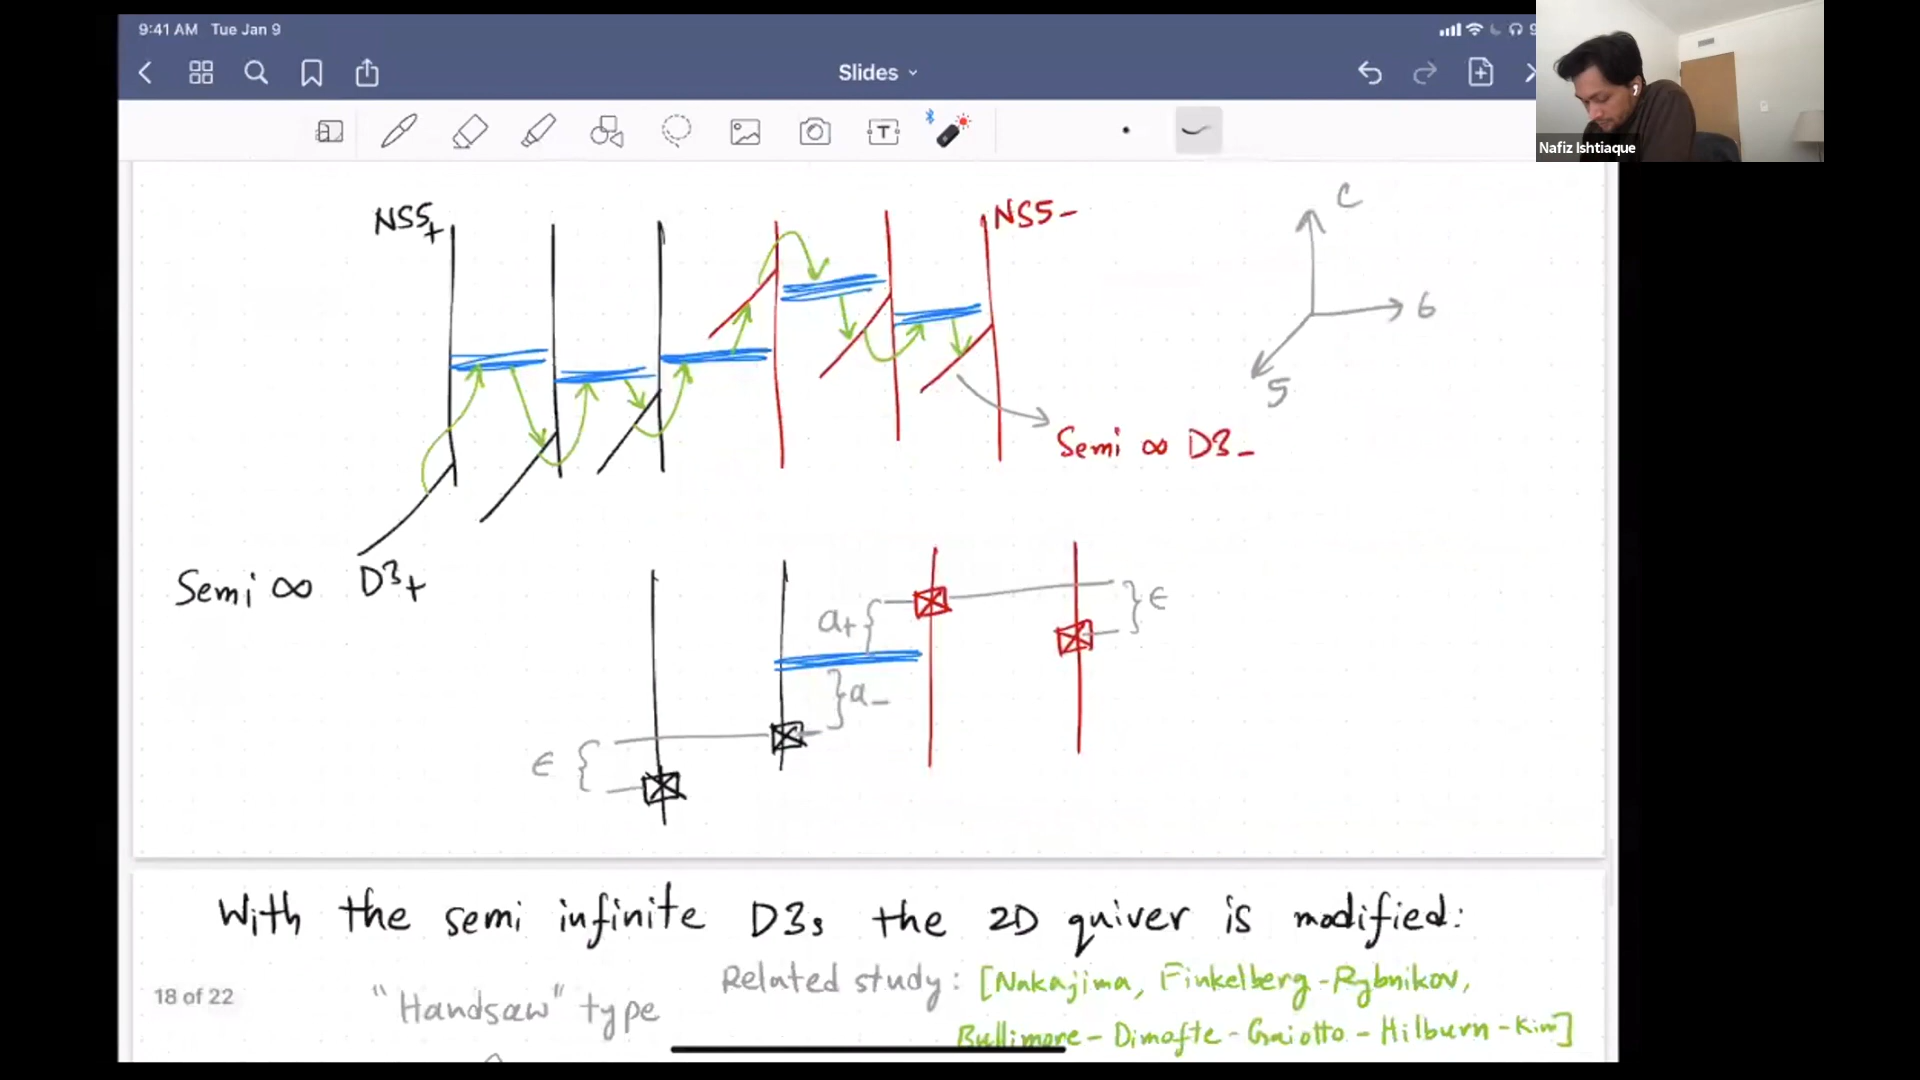 9:41 AM Tue Jan 9
Slides
Nafiz Ishtiaque
NS5+
NS5-
C
6
5
Semi ∞ D3-
Semi ∞ D3+
a+
ϵ
a-
ϵ
With the semi infinite D3s the 2D quiver is modified:
18 of 22
"Handsaw" type
Related study: [Nakajima, Finkelberg-Rybnikov,
Bullimore-Dimofte-Gaiotto-Hilburn-Kim]